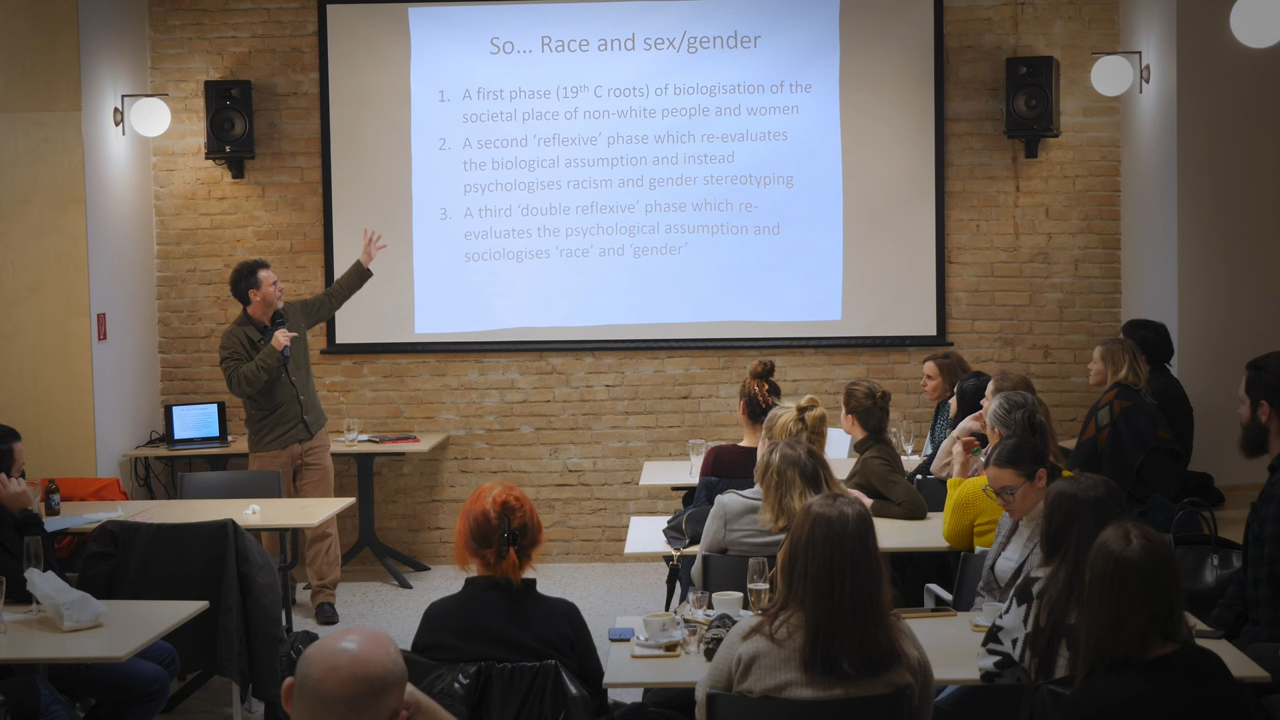 So... Race and sex/gender
1. A first phase (19th C roots) of biologisation of the
societal place of non-white people and women
2. A second ‘reflexive’ phase which re-evaluates
the biological assumption and instead
psychologises racism and gender stereotyping
3. A third ‘double reflexive’ phase which re-
evaluates the psychological assumption and
sociologises ‘race’ and ‘gender’